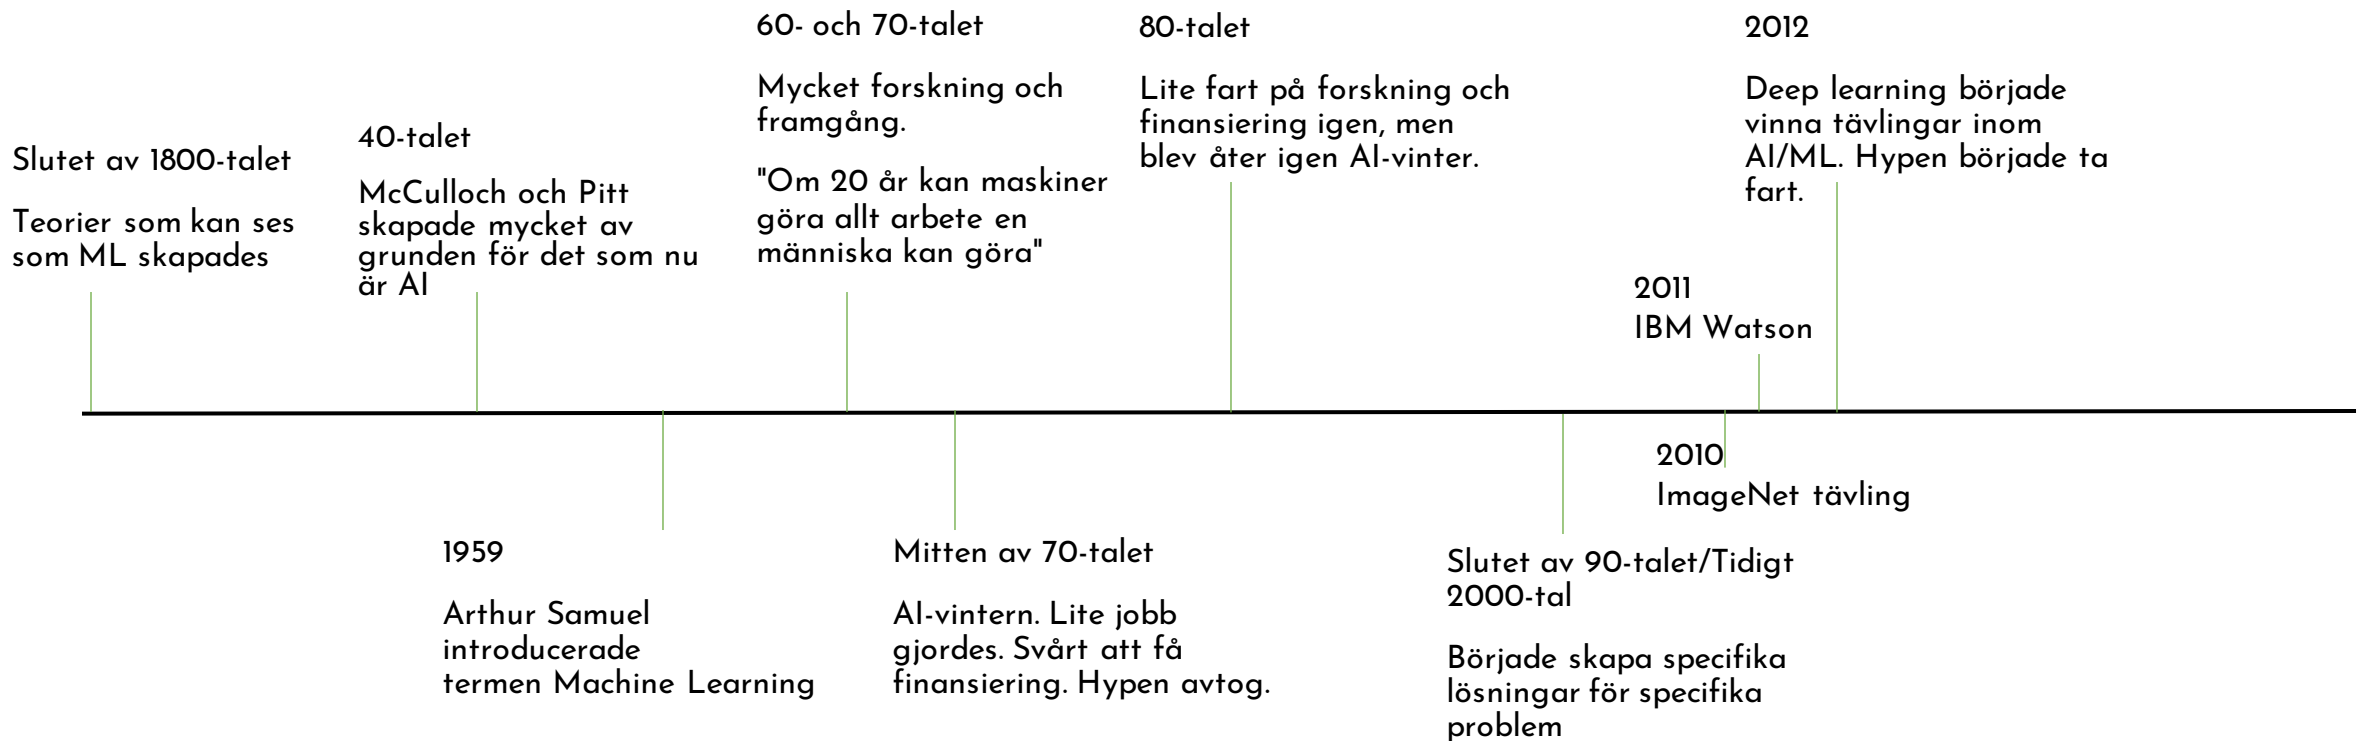 Slutet av 1800-talet
Teorier som kan ses
som ML skapades
40-talet
McCulloch och Pitt
skapade mycket av
grunden för det som nu
är AI
1959
Arthur Samuel
introducerade
termen Machine Learning
60- och 70-talet
Mycket forskning och
framgång.
"Om 20 år kan maskiner
göra allt arbete en
människa kan göra"
Mitten av 70-talet
AI-vintern. Lite jobb
gjordes. Svårt att få
finansiering. Hypen avtog.
80-talet
Lite fart på forskning och
finansiering igen, men
blev åter igen AI-vinter.
Slutet av 90-talet/Tidigt
2000-tal
Började skapa specifika
lösningar för specifika
problem
2010
ImageNet tävling
2011
IBM Watson
2012
Deep learning började
vinna tävlingar inom
AI/ML. Hypen började ta
fart.